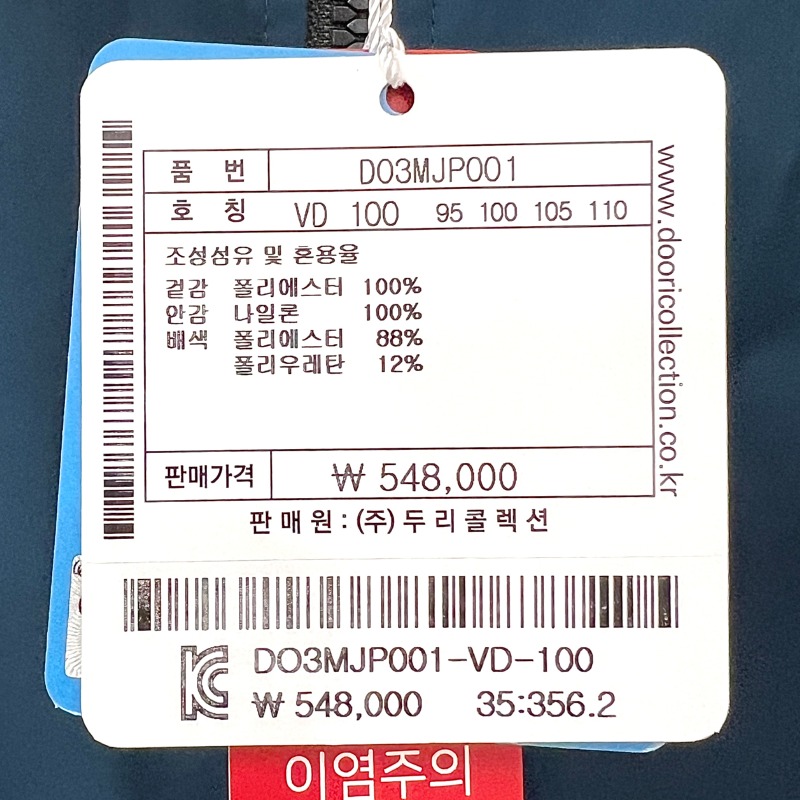 품 번 DO3MJP001
호 칭 VD 100 95 100 105 110
조성섬유 및 혼용율
겉감 폴리에스터 100%
안감 나일론 100%
배색 폴리에스터 88%
폴리우레탄 12%
판매가격 ₩ 548,000
판매원 : (주)두리콜렉션
www.dooricollection.co.kr
DO3MJP001-VD-100
₩ 548,000 35:356.2
이염주의